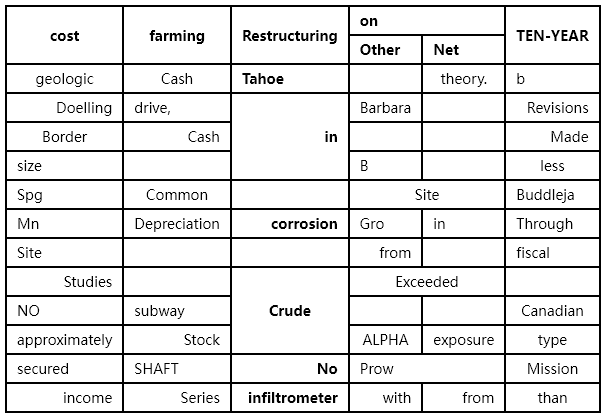 cost farming Restructuring on TEN-YEAR
Other Net
geologic Cash Tahoe theory. b
Doelling drive, in Barbara Revisions
Border Cash Made
size B less
Spg Common Site Buddleja
Mn Depreciation corrosion Gro in Through
Site from fiscal
Studies Crude Exceeded
NO subway Canadian
approximately Stock ALPHA exposure type
secured SHAFT No Prow Mission
income Series infiltrometer with from than